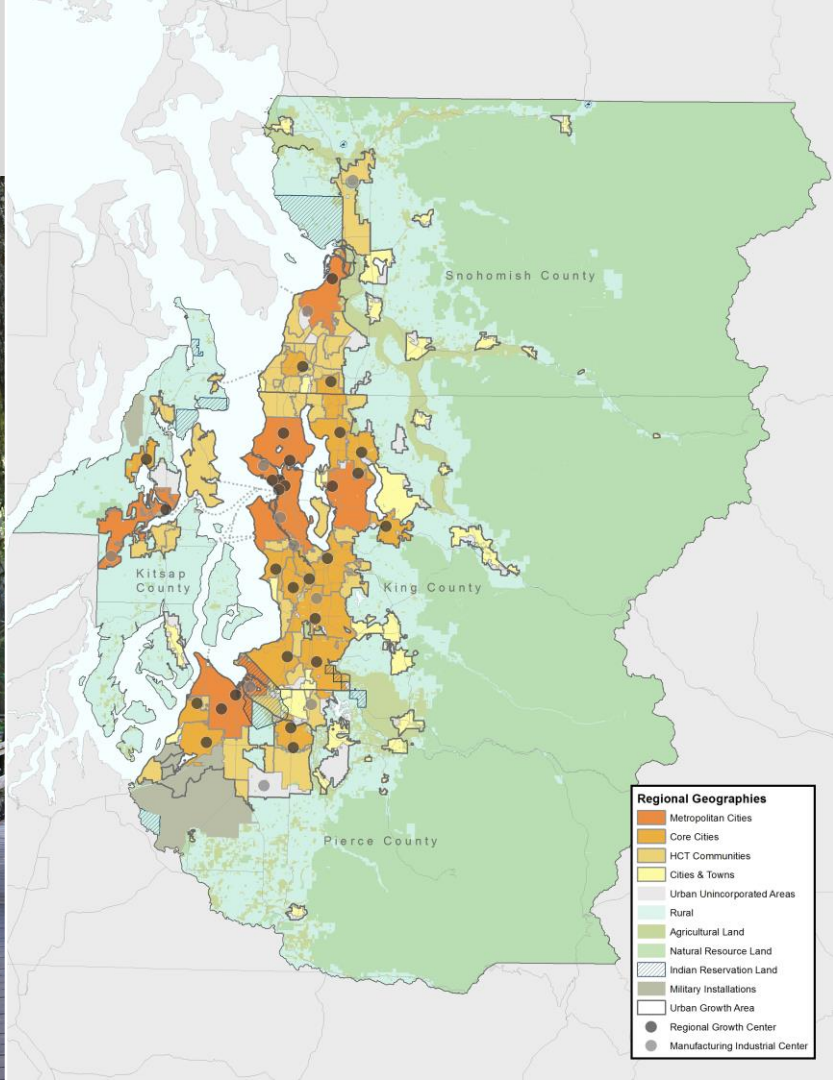 Snohomish County
Kitsap
County
King County
Pierce County
Regional Geographies
Metropolitan Cities
Core Cities
HCT Communities
Cities & Towns
Urban Unincorporated Areas
Rural
Agricultural Land
Natural Resource Land
Indian Reservation Land
Military Installations
Urban Growth Area
Regional Growth Center
Manufacturing Industrial Center